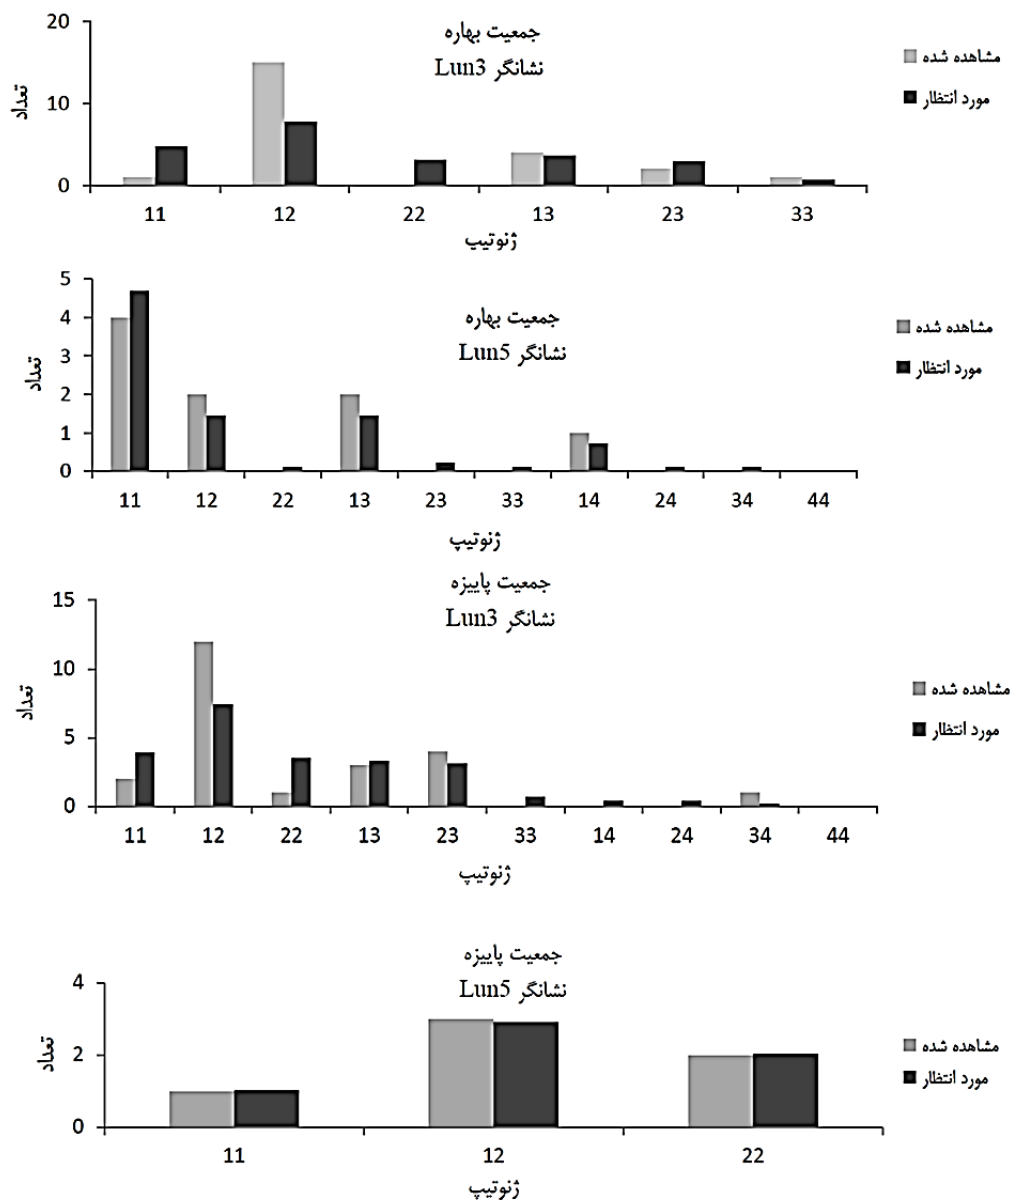 جمعیت بهاره
نشانگر Lun3
تعداد
20
10
0
مشاهده شده
مورد انتظار
11 12 22 13 23 33
ژنوتیپ
جمعیت بهاره
نشانگر Lun5
تعداد
5
4
3
2
1
0
مشاهده شده
مورد انتظار
11 12 22 13 23 33 14 24 34 44
ژنوتیپ
جمعیت پاییزه
نشانگر Lun3
تعداد
15
10
5
0
مشاهده شده
مورد انتظار
11 12 22 13 23 33 14 24 34 44
ژنوتیپ
جمعیت پاییزه
نشانگر Lun5
تعداد
4
2
0
مشاهده شده
مورد انتظار
11 12 22
ژنوتیپ